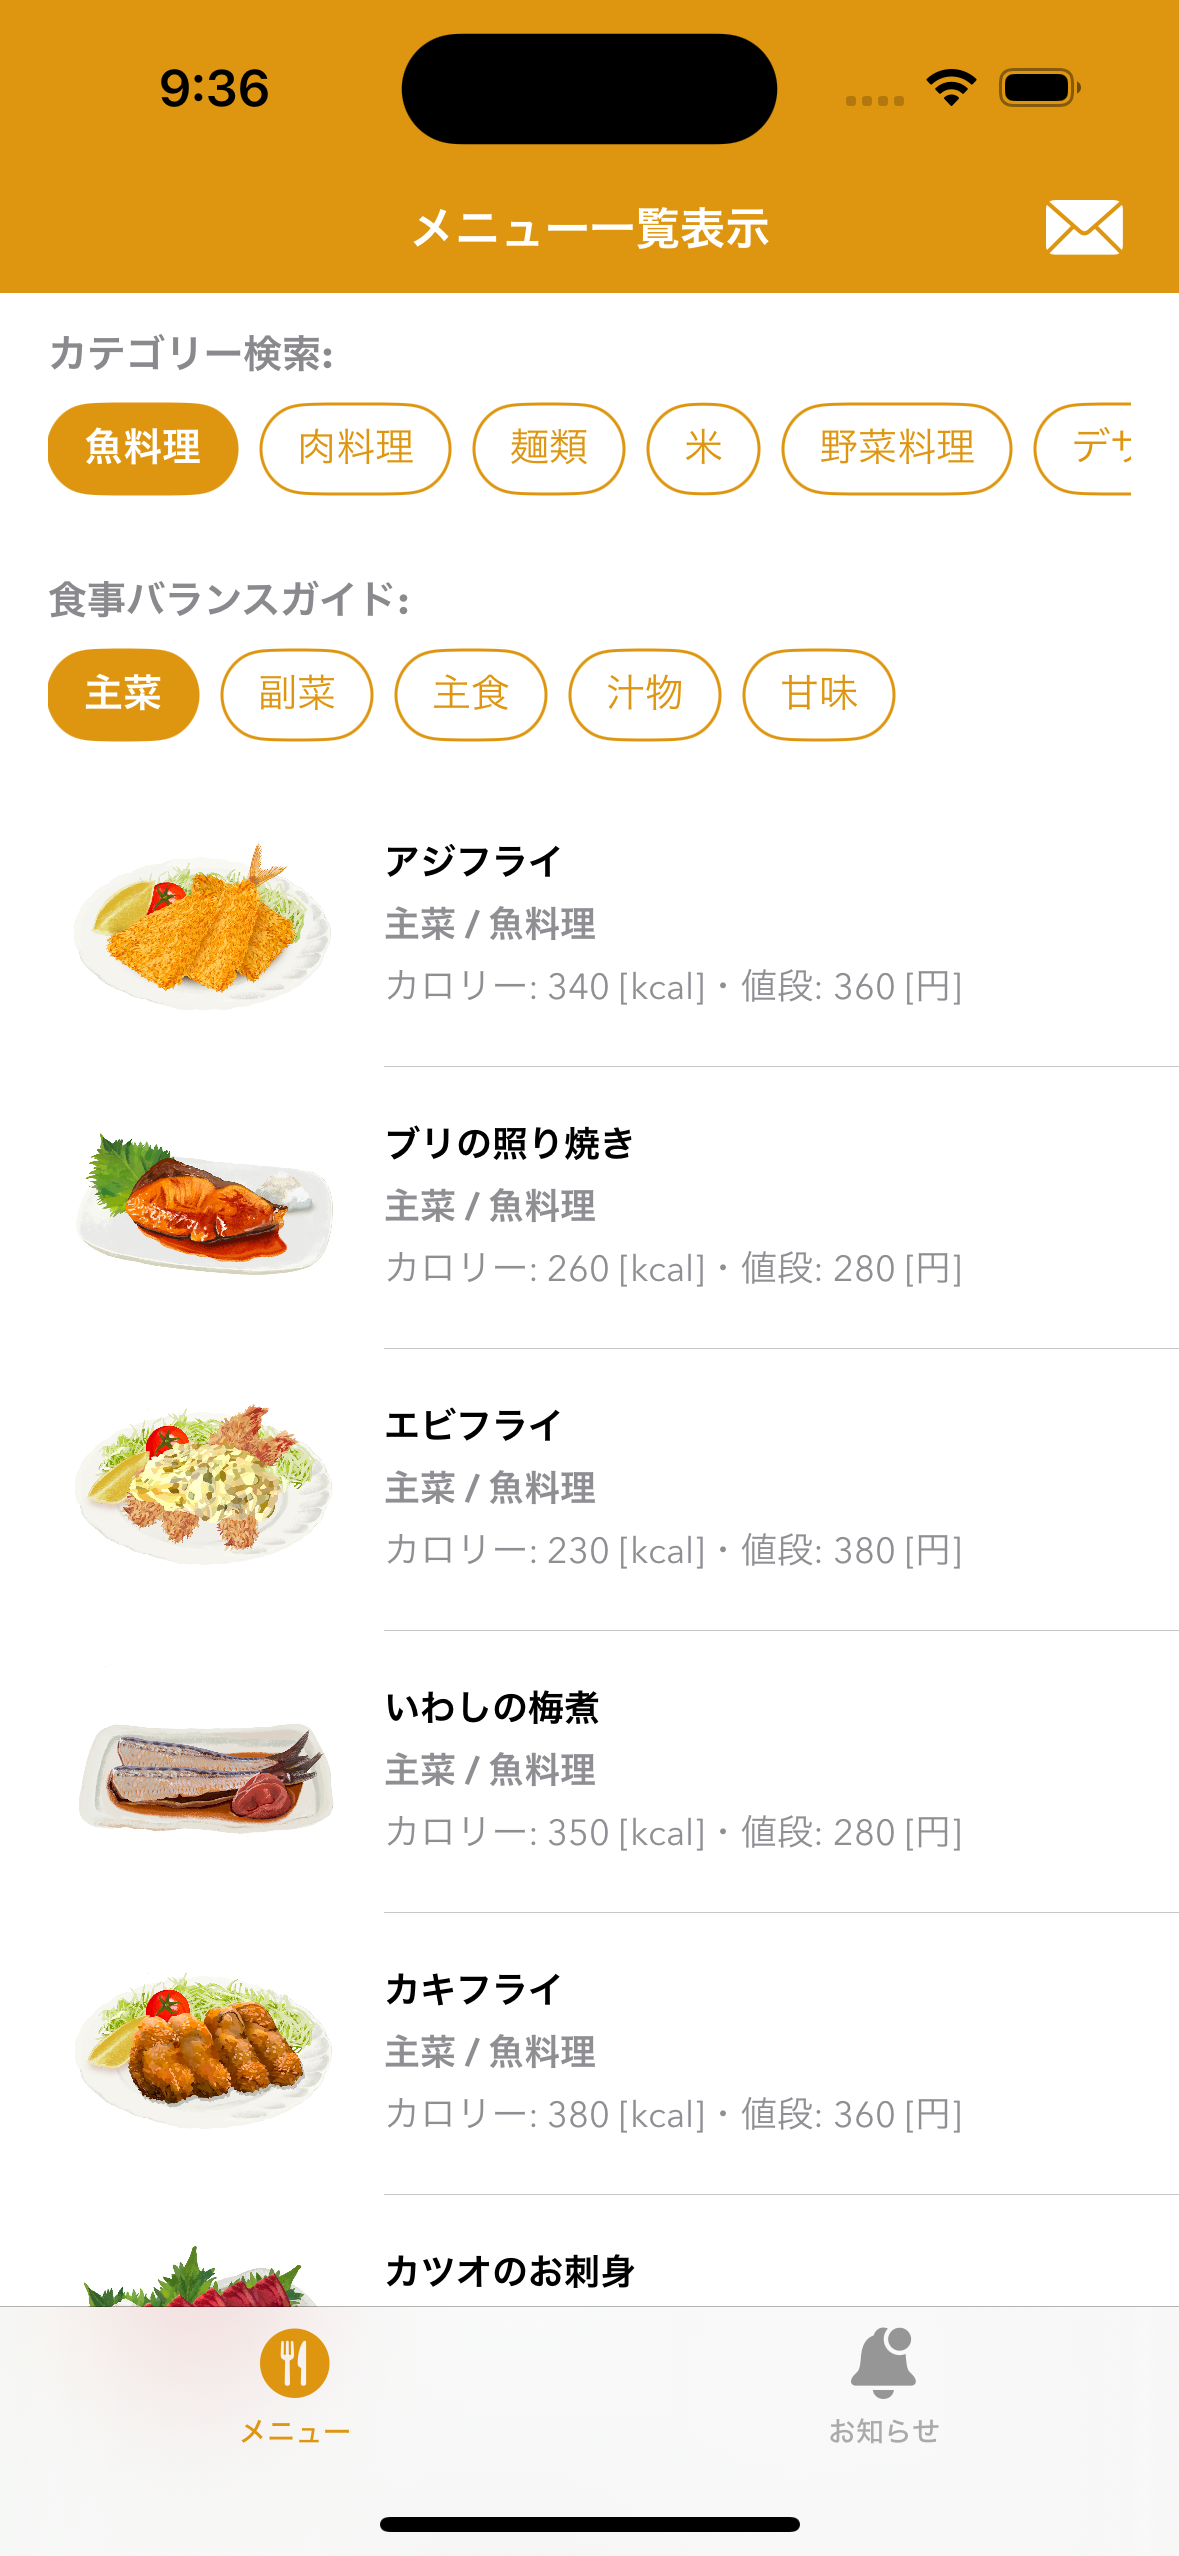 9:36
メニュー一覧表示
カテゴリー検索:
魚料理 肉料理 麺類 米 野菜料理 デザ
食事バランスガイド:
主菜 副菜 主食 汁物 甘味
アジフライ
主菜 / 魚料理
カロリー: 340 [kcal]・値段: 360 [円]
ブリの照り焼き
主菜 / 魚料理
カロリー: 260 [kcal]・値段: 280 [円]
エビフライ
主菜 / 魚料理
カロリー: 230 [kcal]・値段: 380 [円]
いわしの梅煮
主菜 / 魚料理
カロリー: 350 [kcal]・値段: 280 [円]
カキフライ
主菜 / 魚料理
カロリー: 380 [kcal]・値段: 360 [円]
カツオのお刺身
メニュー お知らせ